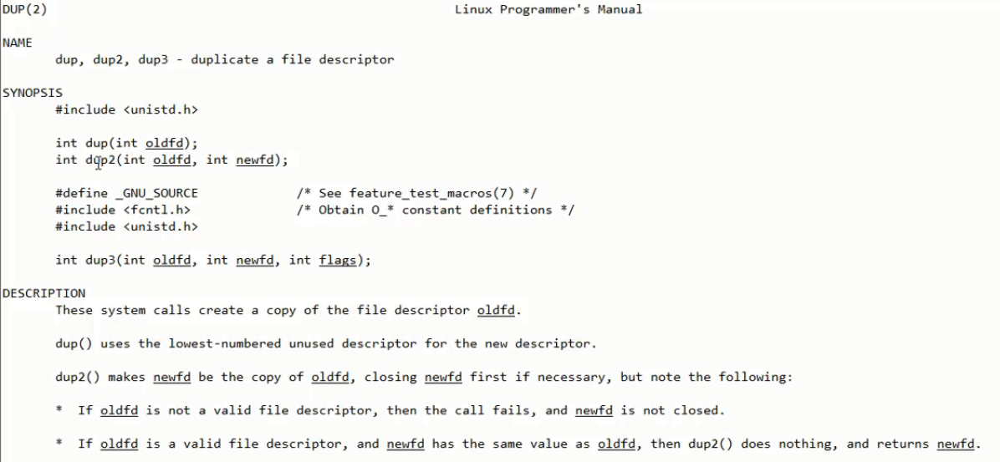 DUP(2) Linux Programmer's Manual
NAME
dup, dup2, dup3 - duplicate a file descriptor
SYNOPSIS
#include <unistd.h>
int dup(int oldfd);
int dup2(int oldfd, int newfd);
#define _GNU_SOURCE /* See feature_test_macros(7) */
#include <fcntl.h> /* Obtain O_* constant definitions */
#include <unistd.h>
int dup3(int oldfd, int newfd, int flags);
DESCRIPTION
These system calls create a copy of the file descriptor oldfd.
dup() uses the lowest-numbered unused descriptor for the new descriptor.
dup2() makes newfd be the copy of oldfd, closing newfd first if necessary, but note the following:
* If oldfd is not a valid file descriptor, then the call fails, and newfd is not closed.
* If oldfd is a valid file descriptor, and newfd has the same value as oldfd, then dup2() does nothing, and returns newfd.